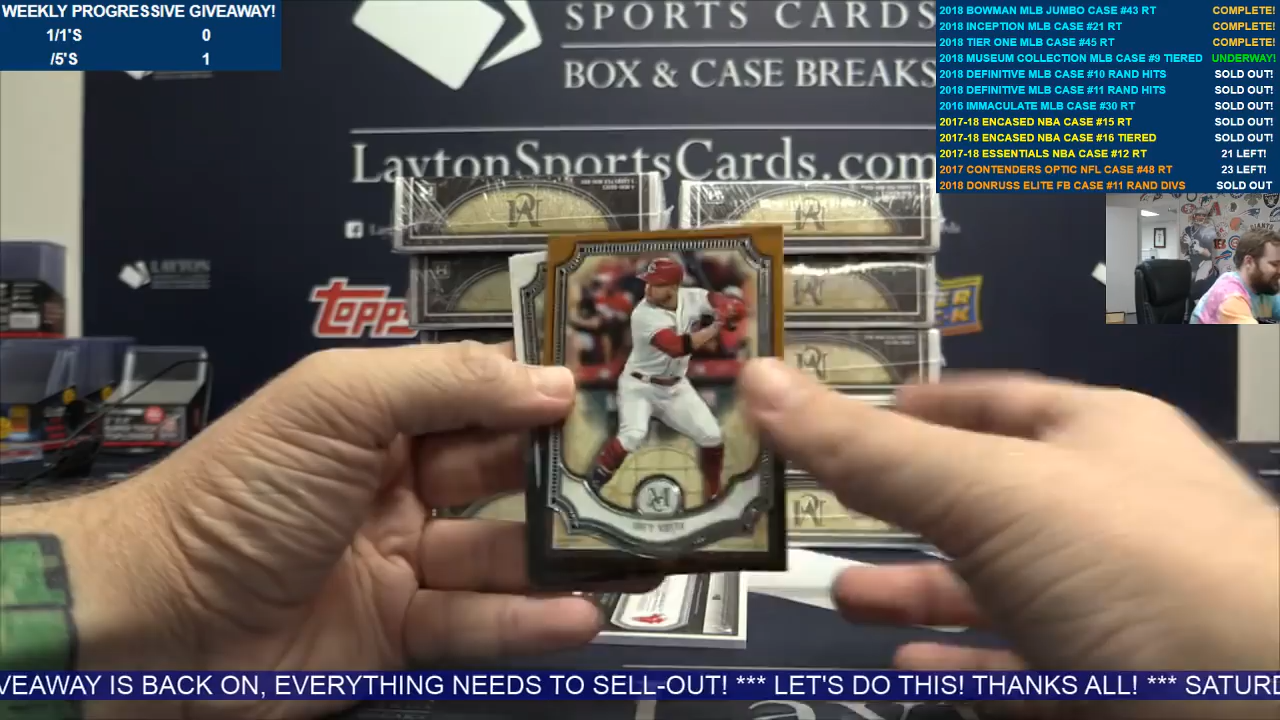 WEEKLY PROGRESSIVE GIVEAWAY!
1/1'S 0
/5'S 1
SPORTS CARDS
BOX & CASE BREAKS
LaytonSportsCards.com
2018 BOWMAN MLB JUMBO CASE #43 RT COMPLETE!
2018 INCEPTION MLB CASE #21 RT COMPLETE!
2018 TIER ONE MLB CASE #45 RT COMPLETE!
2018 MUSEUM COLLECTION MLB CASE #9 TIERED UNDERWAY!
2018 DEFINITIVE MLB CASE #10 RAND HITS SOLD OUT!
2018 DEFINITIVE MLB CASE #11 RAND HITS SOLD OUT!
2016 IMMACULATE MLB CASE #30 RT SOLD OUT!
2017-18 ENCASED NBA CASE #15 RT SOLD OUT!
2017-18 ENCASED NBA CASE #16 TIERED SOLD OUT!
2017-18 ESSENTIALS NBA CASE #12 RT 21 LEFT!
2017 CONTENDERS OPTIC NFL CASE #48 RT 23 LEFT!
2018 DONRUSS ELITE FB CASE #11 RAND DIVS SOLD OUT
LAYTON
TOPPS
VEAWAY IS BACK ON, EVERYTHING NEEDS TO SELL-OUT! *** LET'S DO THIS! THANKS ALL! *** SATURD